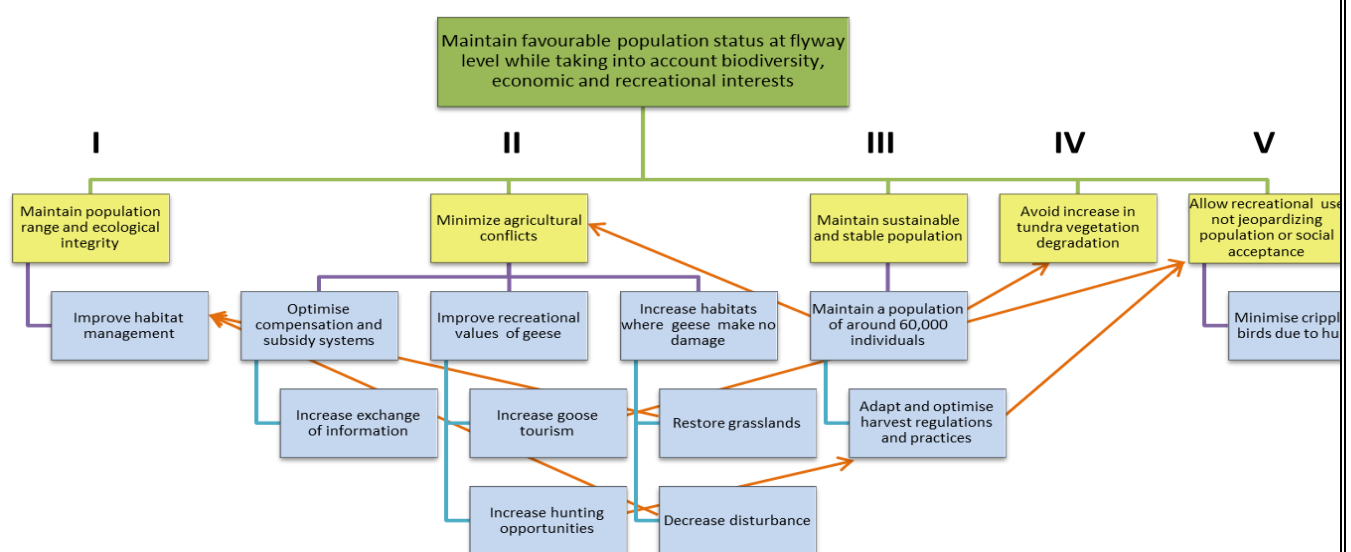 Maintain favourable population status at flyway
level while taking into account biodiversity,
economic and recreational interests
I
II
III
IV
V
Maintain population
range and ecological
integrity
Minimize agricultural
conflicts
Maintain sustainable
and stable population
Avoid increase in
tundra vegetation
degradation
Allow recreational use
not jeopardizing
population or social
acceptance
Improve habitat
management
Optimise
compensation and
subsidy systems
Improve recreational
values of geese
Increase habitats
where geese make no
damage
Maintain a population
of around 60,000
individuals
Minimise
birds due to
Increase exchange
of information
Increase goose
tourism
Restore grasslands
Adapt and optimise
harvest regulations
and practices
Increase hunting
opportunities
Decrease disturbance